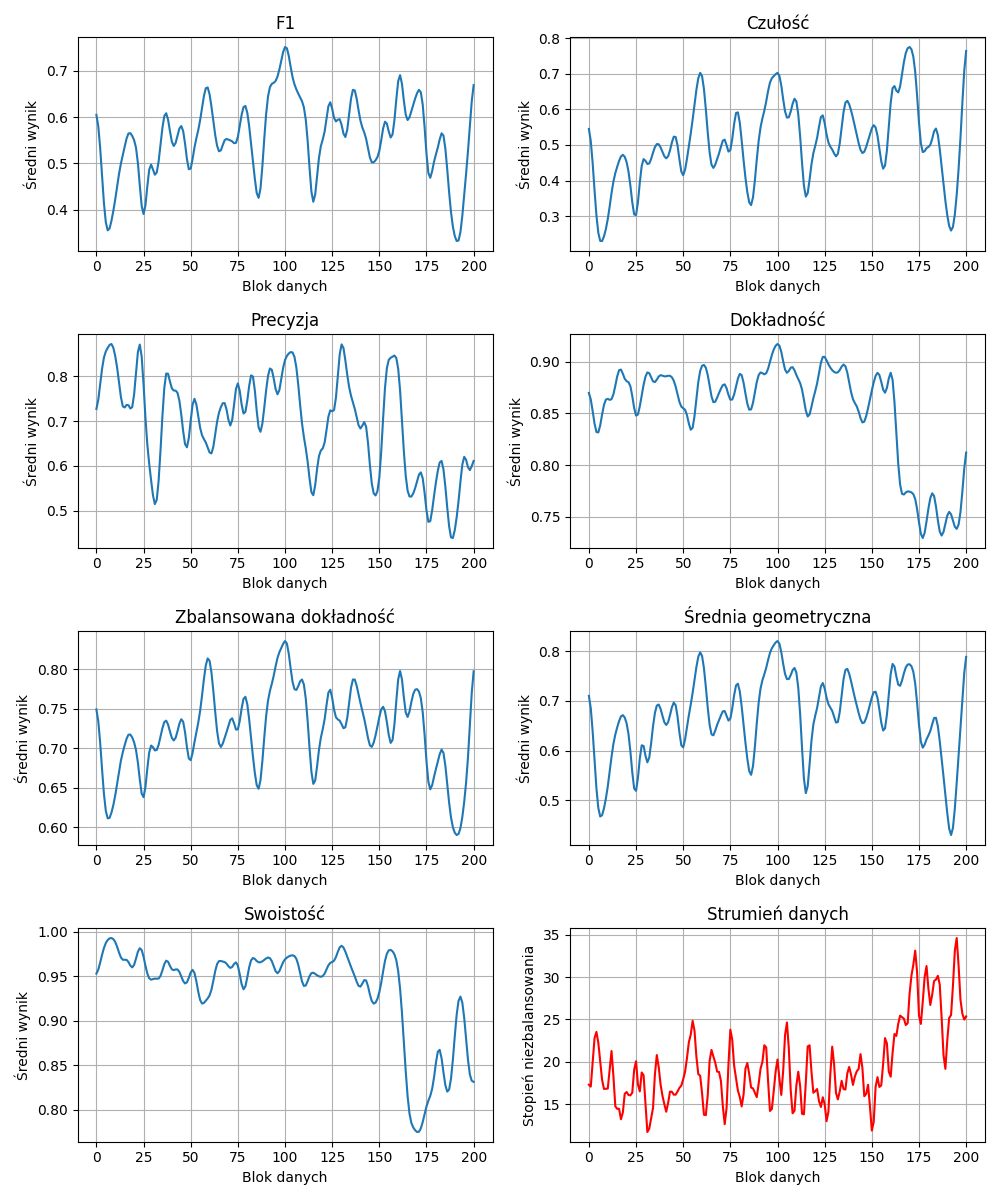 F1
Średni wynik
0.7
0.6
0.5
0.4
0 25 50 75 100 125 150 175 200
Blok danych
Czułość
Średni wynik
0.8
0.7
0.6
0.5
0.4
0.3
0 25 50 75 100 125 150 175 200
Blok danych
Precyzja
Średni wynik
0.8
0.7
0.6
0.5
0 25 50 75 100 125 150 175 200
Blok danych
Dokładność
Średni wynik
0.90
0.85
0.80
0.75
0 25 50 75 100 125 150 175 200
Blok danych
Zbalansowana dokładność
Średni wynik
0.80
0.75
0.70
0.65
0.60
0 25 50 75 100 125 150 175 200
Blok danych
Średnia geometryczna
Średni wynik
0.8
0.7
0.6
0.5
0 25 50 75 100 125 150 175 200
Blok danych
Swoistość
Średni wynik
1.00
0.95
0.90
0.85
0.80
0 25 50 75 100 125 150 175 200
Blok danych
Strumień danych
Stopień niezbalansowania
35
30
25
20
15
0 25 50 75 100 125 150 175 200
Blok danych